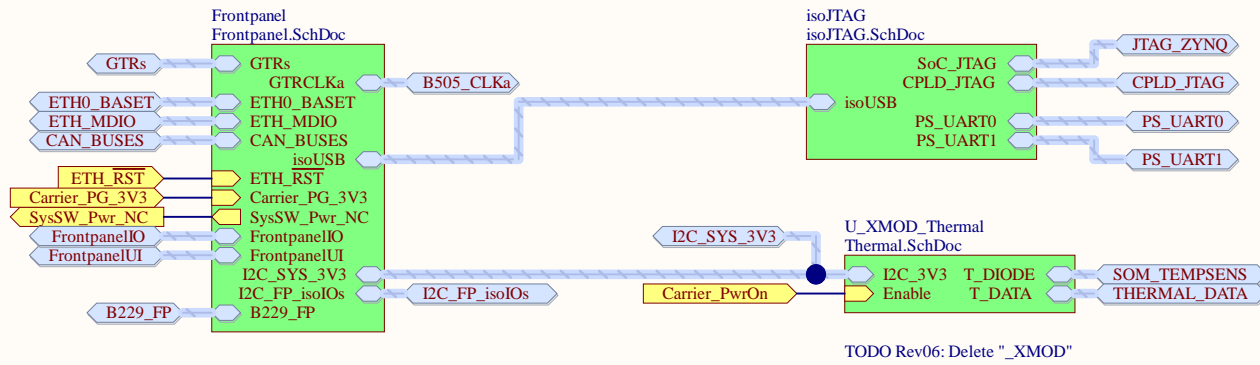 Frontpanel
Frontpanel.SchDoc
GTRs
GTRs
GTRCLKa
B505_CLKa
ETH0_BASET
ETH0_BASET
ETH_MDIO
ETH_MDIO
CAN_BUSES
CAN_BUSES
isoUSB
ETH_RST
ETH_RST
Carrier_PG_3V3
Carrier_PG_3V3
SysSW_Pwr_NC
SysSW_Pwr_NC
FrontpanelIO
FrontpanelIO
FrontpanelUI
FrontpanelUI
I2C_SYS_3V3
I2C_FP_isoIOs
I2C_FP_isoIOs
B229_FP
B229_FP
isoJTAG
isoJTAG.SchDoc
SoC_JTAG
JTAG_ZYNQ
CPLD_JTAG
CPLD_JTAG
isoUSB
PS_UART0
PS_UART0
PS_UART1
PS_UART1
I2C_SYS_3V3
U_XMOD_Thermal
Thermal.SchDoc
I2C_3V3
T_DIODE
SOM_TEMPSENS
Carrier_PwrOn
Enable
T_DATA
THERMAL_DATA
TODO Rev06: Delete "_XMOD"